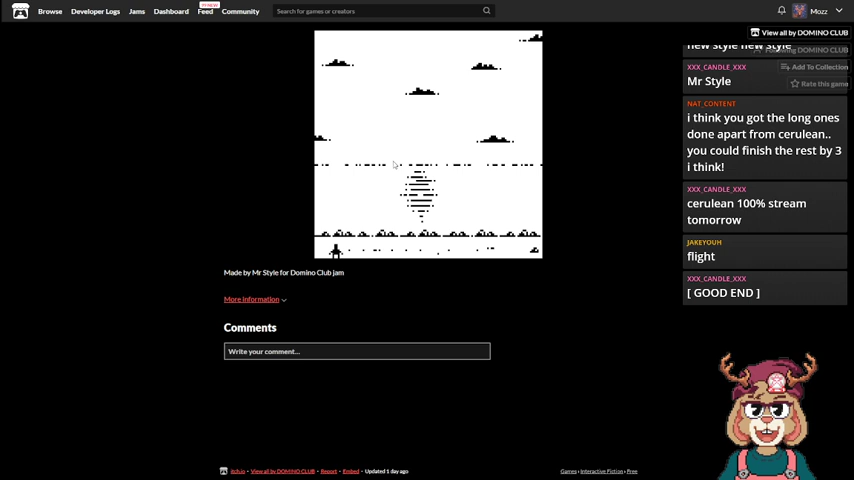 Browse
Developer Logs
Jams
Dashboard
Feed
Community
Search for games or creators
Mozz
View all by DOMINO CLUB
new style new style
Following DOMINO CLUB
XXX_CANDLE_XXX
Add To Collection
Mr Style
Rate this game
NAT_CONTENT
i think you got the long ones
done apart from cerulean..
you could finish the rest by 3
i think!
XXX_CANDLE_XXX
cerulean 100% stream
tomorrow
JAKEYOUH
flight
XXX_CANDLE_XXX
[ GOOD END ]
Made by Mr Style for Domino Club jam
More information
Comments
Write your comment...
itch.io · View all by DOMINO CLUB · Report · Embed · Updated 1 day ago
Games › Interactive Fiction › Free